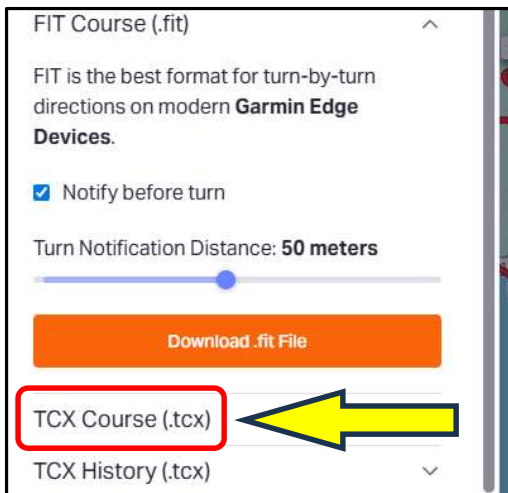 FIT Course (.fit)
FIT is the best format for turn-by-turn
directions on modern Garmin Edge
Devices.
Notify before turn
Turn Notification Distance: 50 meters
Download .fit File
TCX Course (.tcx)
TCX History (.tcx)